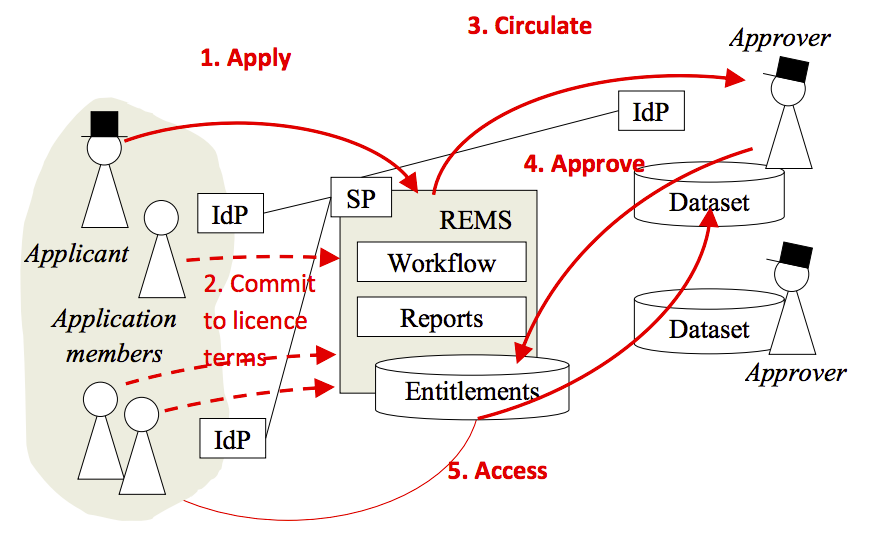 3. Circulate
Approver
1. Apply
IdP
4. Approve
SP
Dataset
IdP
REMS
Applicant
Workflow
2. Commit
to licence
terms
Application
members
Reports
Dataset
Approver
Entitlements
IdP
5. Access